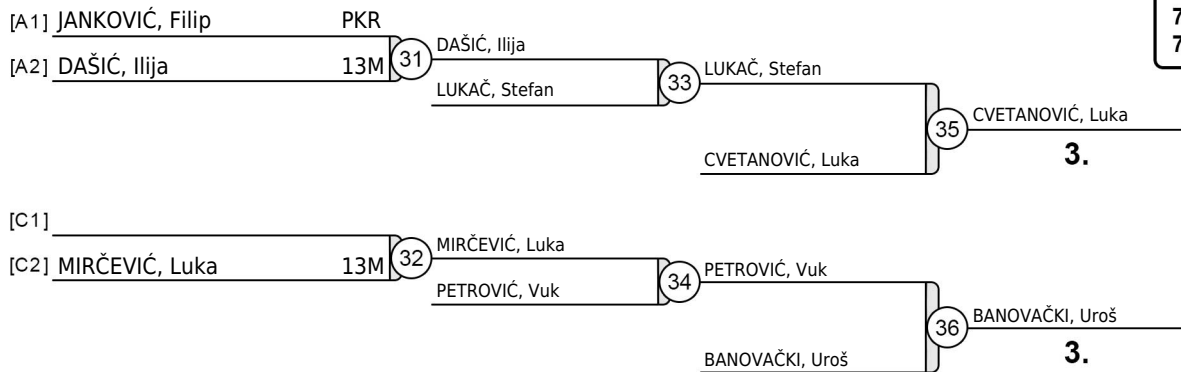 [A1] JANKOVIĆ, Filip PKR
7
[A2] DAŠIĆ, Ilija 13M
31
DAŠIĆ, Ilija
7
LUKAČ, Stefan
33
LUKAČ, Stefan
CVETANOVIĆ, Luka
35
CVETANOVIĆ, Luka
3.
[C1]
[C2] MIRČEVIĆ, Luka 13M
32
MIRČEVIĆ, Luka
PETROVIĆ, Vuk
34
PETROVIĆ, Vuk
BANOVAČKI, Uroš
36
BANOVAČKI, Uroš
3.